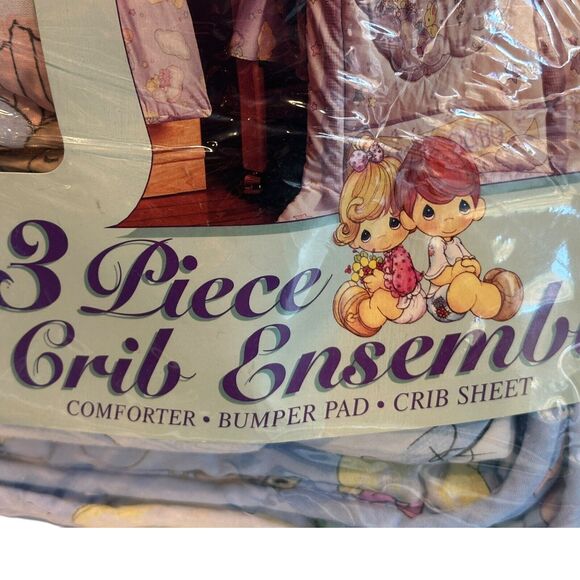 3 Piece
Crib Ensemb
COMFORTER • BUMPER PAD • CRIB SHEET